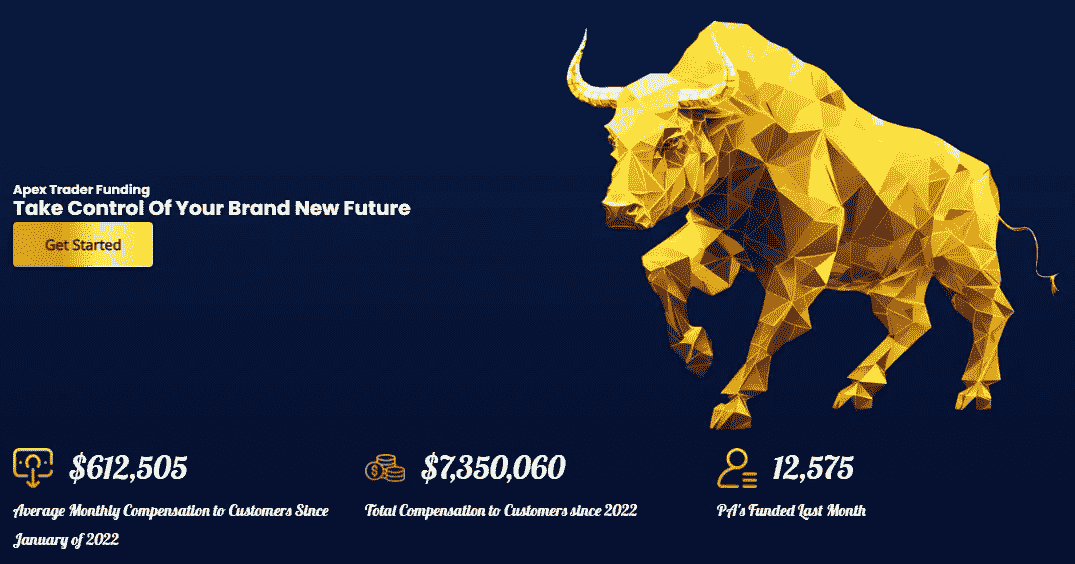 Apex Trader Funding
Take Control Of Your Brand New Future
Get Started
$612,505
Average Monthly Compensation to Customers Since
January of 2022
$7,350,060
Total Compensation to Customers since 2022
12,575
PA's Funded Last Month